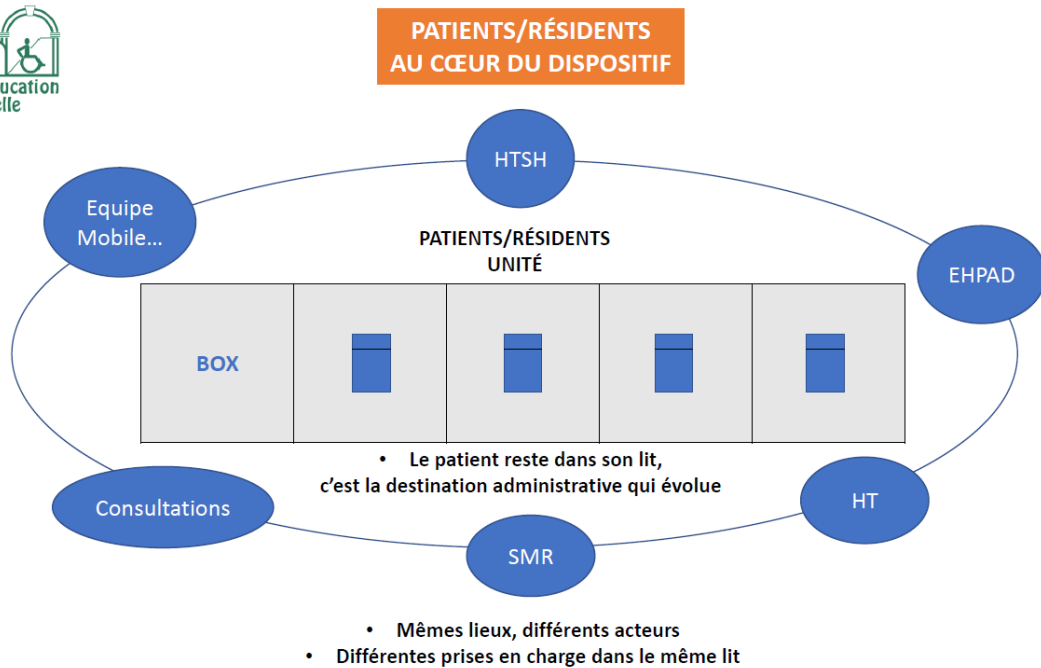 PATIENTS/RÉSIDENTS
AU CŒUR DU DISPOSITIF
HTSH
Equipe
Mobile...
PATIENTS/RÉSIDENTS
UNITÉ
EHPAD
BOX
• Le patient reste dans son lit,
c'est la destination administrative qui évolue
Consultations
HT
SMR
• Mêmes lieux, différents acteurs
• Différentes prises en charge dans le même lit